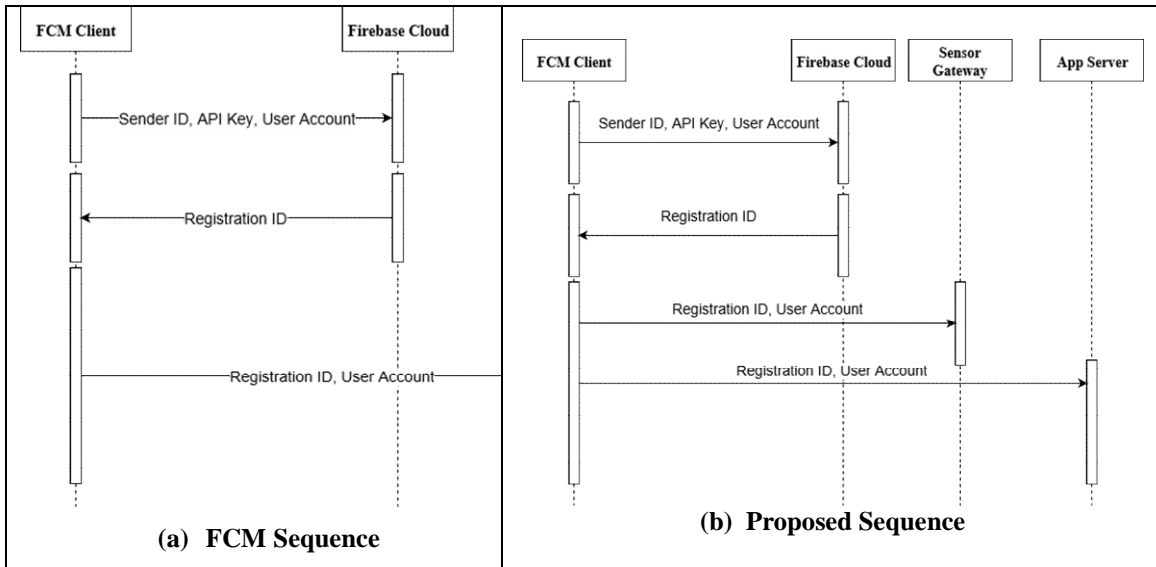 FCM Client
Firebase Cloud
Sender ID, API Key, User Account
Registration ID
Registration ID, User Account
(a) FCM Sequence
FCM Client
Firebase Cloud
Sensor
Gateway
App Server
Sender ID, API Key, User Account
Registration ID
Registration ID, User Account
Registration ID, User Account
(b) Proposed Sequence